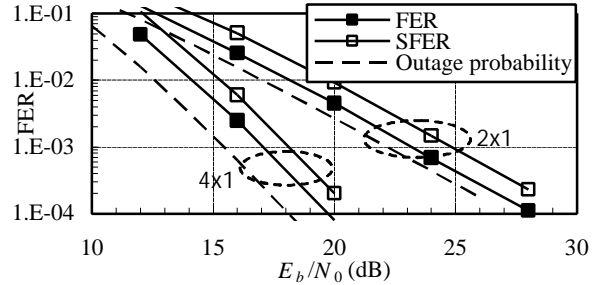 1.E-01
1.E-02
1.E-03
1.E-04
FER
FER
SFER
Outage probability
2x1
4x1
10 15 20 25 30
E_b/N_0 (dB)